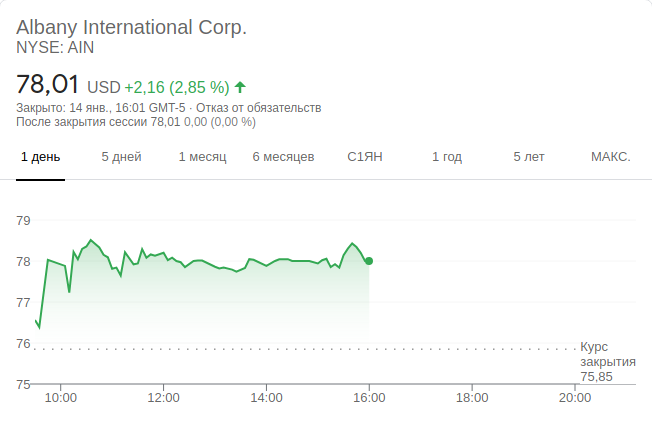 Albany International Corp.
NYSE: AIN
78,01 USD +2,16 (2,85 %)
Закрыто: 14 янв., 16:01 GMT-5 · Отказ от обязательств
После закрытия сессии 78,01 0,00 (0,00 %)
1 день 5 дней 1 месяц 6 месяцев С1ЯН 1 год 5 лет МАКС.
79
78
77
76
Курс
закрытия
75,85
75
10:00 12:00 14:00 16:00 18:00 20:00